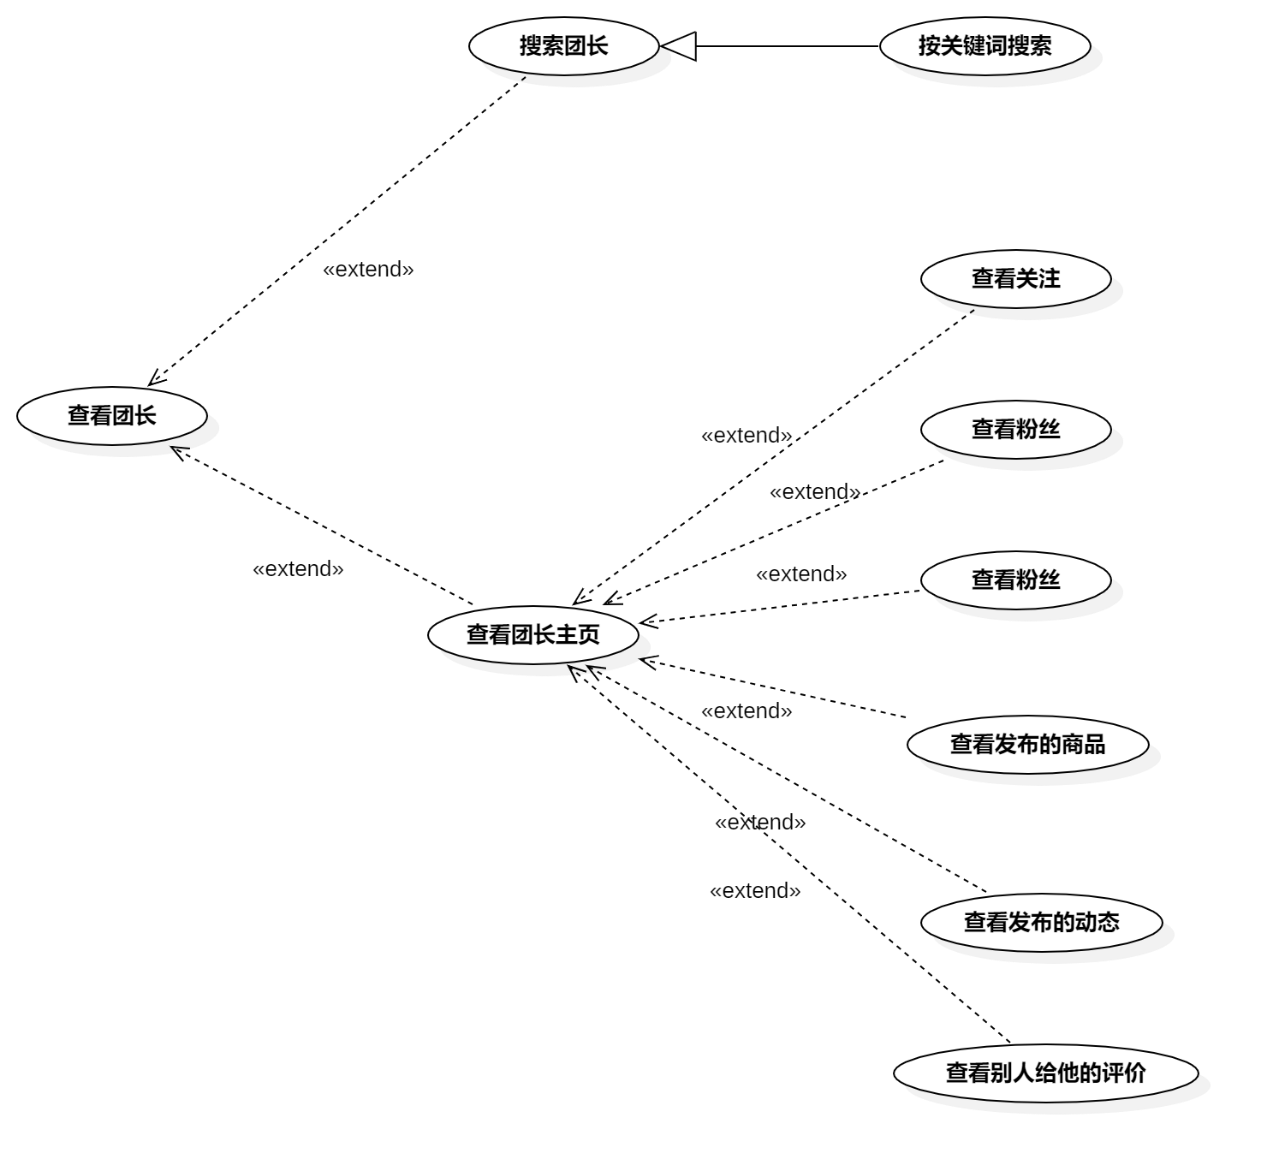 搜索团长
按关键词搜索
«extend»
查看关注
查看团长
«extend»
查看粉丝
«extend»
«extend»
«extend»
查看粉丝
查看团长主页
«extend»
查看发布的商品
«extend»
«extend»
查看发布的动态
查看别人给他的评价